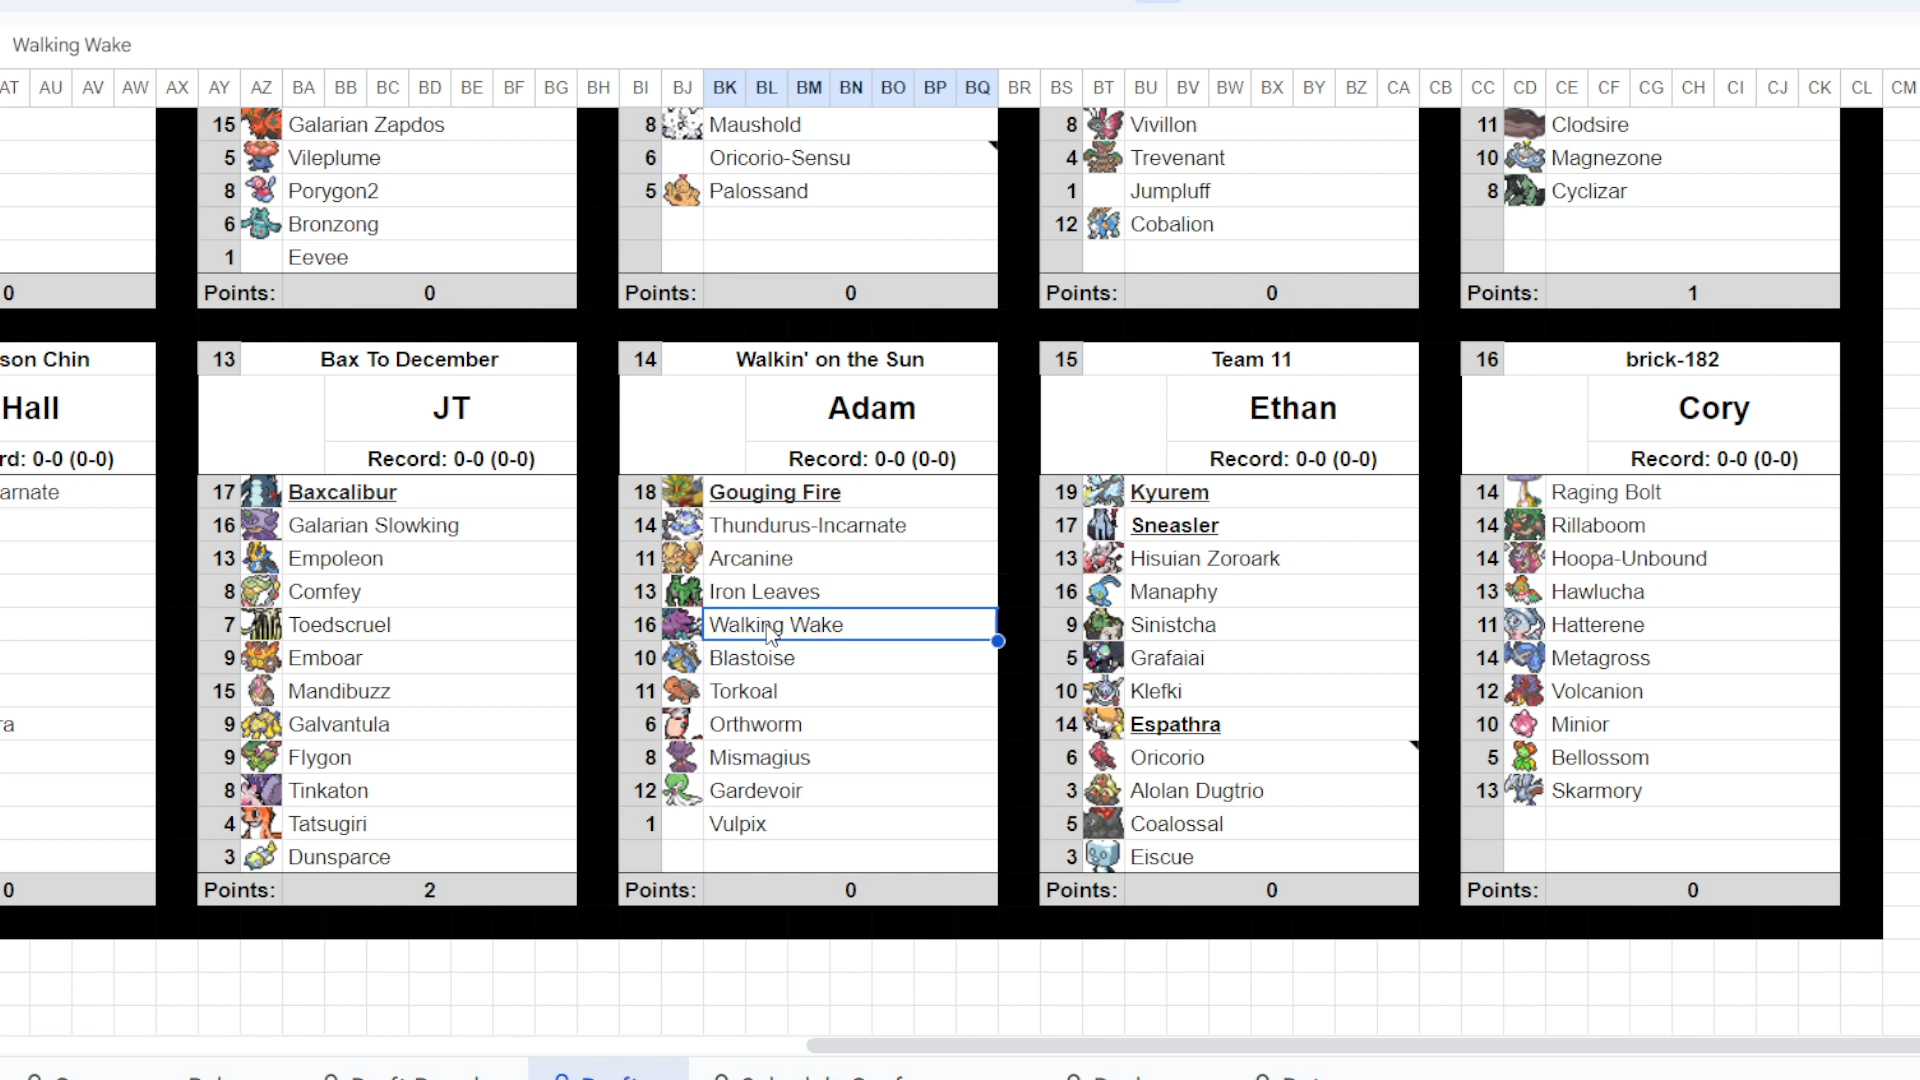 Walking Wake
AT AU AV AW AX AY AZ BA BB BC BD BE BF BG BH BI BJ BK BL BM BN BO BP BQ BR BS BT BU BV BW BX BY BZ CA CB CC CD CE CF CG CH CI CJ CK CL CM
15 Galarian Zapdos 8 Maushold 8 Vivillon 11 Clodsire
5 Vileplume 6 Oricorio-Sensu 4 Trevenant 10 Magnezone
8 Porygon2 5 Palossand 1 Jumpluff 8 Cyclizar
6 Bronzong 12 Cobalion
1 Eevee
0 Points: 0 Points: 0 Points: 0 Points: 1
son Chin 13 Bax To December 14 Walkin' on the Sun 15 Team 11 16 brick-182
Hall JT Adam Ethan Cory
rd: 0-0 (0-0) Record: 0-0 (0-0) Record: 0-0 (0-0) Record: 0-0 (0-0) Record: 0-0 (0-0)
arnate 17 Baxcalibur 18 Gouging Fire 19 Kyurem 14 Raging Bolt
16 Galarian Slowking 14 Thundurus-Incarnate 17 Sneasler 14 Rillaboom
13 Empoleon 11 Arcanine 13 Hisuian Zoroark 14 Hoopa-Unbound
8 Comfey 13 Iron Leaves 16 Manaphy 13 Hawlucha
7 Toedscruel 16 Walking Wake 9 Sinistcha 11 Hatterene
9 Emboar 10 Blastoise 5 Grafaiai 14 Metagross
15 Mandibuzz 11 Torkoal 10 Klefki 12 Volcanion
ra 9 Galvantula 6 Orthworm 14 Espathra 10 Minior
9 Flygon 8 Mismagius 6 Oricorio 5 Bellossom
8 Tinkaton 12 Gardevoir 3 Alolan Dugtrio 13 Skarmory
4 Tatsugiri 1 Vulpix 5 Coalossal
3 Dunsparce 3 Eiscue
0 Points: 2 Points: 0 Points: 0 Points: 0